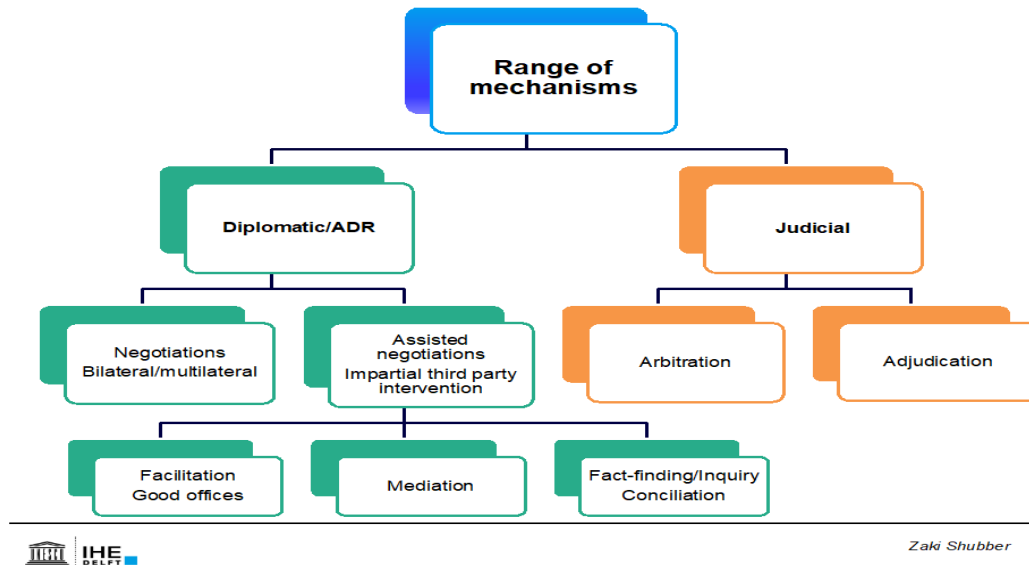 Range of
mechanisms
Diplomatic/ADR
Judicial
Negotiations
Bilateral/multilateral
Assisted
negotiations
Impartial third party
intervention
Arbitration
Adjudication
Facilitation
Good offices
Mediation
Fact-finding/Inquiry
Conciliation
IHE
DELFT
Zaki Shubber